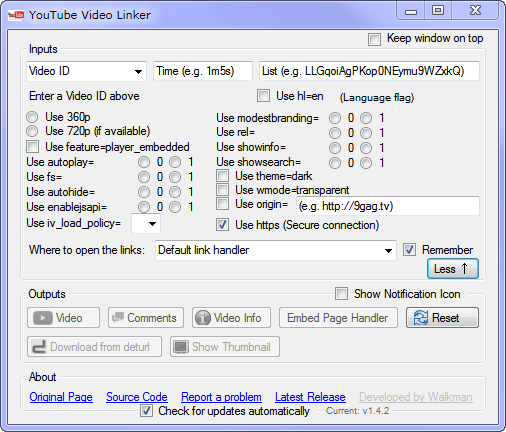 YouTube Video Linker
Keep window on top
Inputs
Video ID Time (e.g. 1m5s) List (e.g. LLGqoiAgPKop0NEymu9WZxkQ)
Enter a Video ID above Use hl=en (Language flag)
Use 360p Use modestbranding= 0 1
Use 720p (if available) Use rel= 0 1
Use feature=player_embedded Use showinfo= 0 1
Use autoplay= 0 1 Use showsearch= 0 1
Use fs= 0 1 Use theme=dark
Use autohide= 0 1 Use wmode=transparent
Use enablejsapi= 0 1 Use origin= (e.g. http://9gag.tv)
Use iv_load_policy= Use https (Secure connection)
Where to open the links: Default link handler Remember
Less ↑
Outputs Show Notification Icon
Video Comments Video Info Embed Page Handler Reset
Download from deturl Show Thumbnail
About
Original Page Source Code Report a problem Latest Release Developed by Walkman
Check for updates automatically Current: v1.4.2